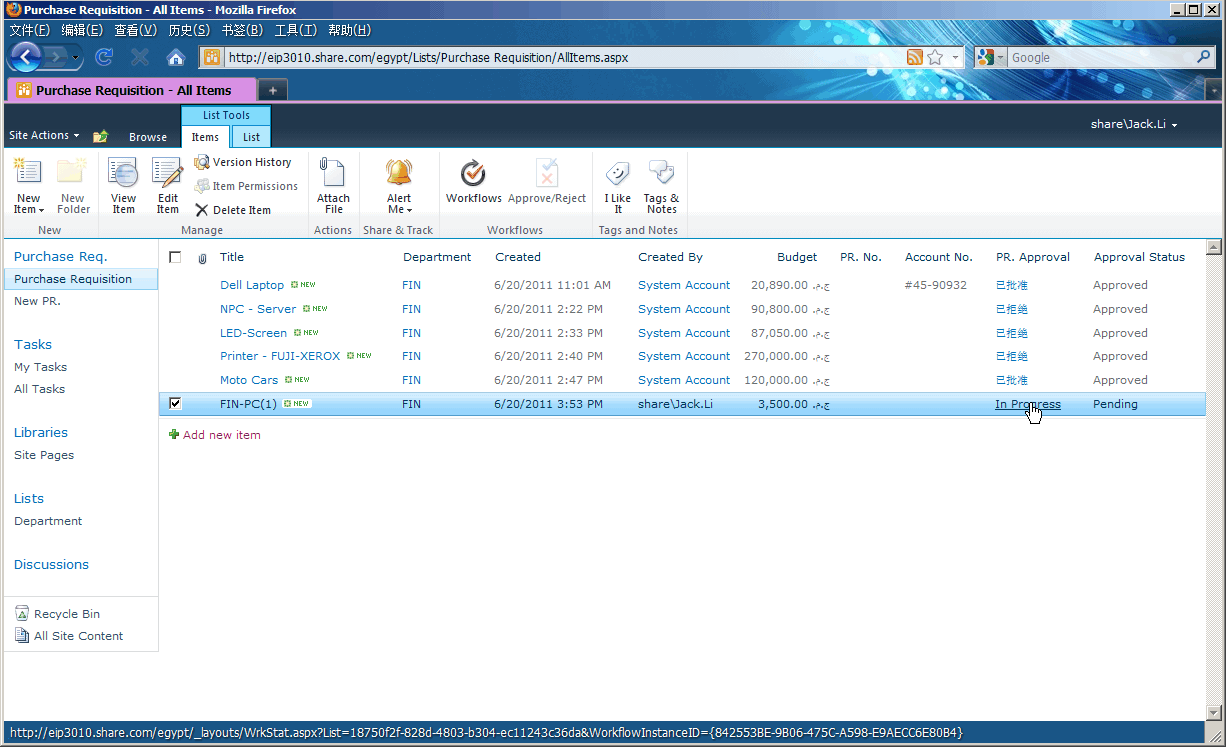 Purchase Requisition - All Items - Mozilla Firefox
文件(F) 编辑(E) 查看(V) 历史(S) 书签(B) 工具(T) 帮助(H)
http://eip3010.share.com/egypt/Lists/Purchase Requisition/AllItems.aspx
Google
Purchase Requisition - All Items
List Tools
Site Actions Browse Items List share\Jack.Li
New Item
New Folder
View Item
Edit Item
Version History
Item Permissions
Delete Item
Attach File
Alert Me
Workflows
Approve/Reject
I Like It
Tags & Notes
New Manage Actions Share & Track Workflows Tags and Notes
Purchase Req.
Purchase Requisition
New PR.
Tasks
My Tasks
All Tasks
Libraries
Site Pages
Lists
Department
Discussions
Recycle Bin
All Site Content
Title Department Created Created By Budget PR. No. Account No. PR. Approval Approval Status
Dell Laptop NEW FIN 6/20/2011 11:01 AM System Account 20,890.00 ج.م. #45-90932 已批准 Approved
NPC - Server NEW FIN 6/20/2011 2:22 PM System Account 90,800.00 ج.م. 已拒绝 Approved
LED-Screen NEW FIN 6/20/2011 2:33 PM System Account 87,050.00 ج.م. 已拒绝 Approved
Printer - FUJI-XEROX NEW FIN 6/20/2011 2:40 PM System Account 270,000.00 ج.م. 已拒绝 Approved
Moto Cars NEW FIN 6/20/2011 2:47 PM System Account 120,000.00 ج.م. 已批准 Approved
FIN-PC(1) NEW FIN 6/20/2011 3:53 PM share\Jack.Li 3,500.00 ج.م. In Progress Pending
Add new item
http://eip3010.share.com/egypt/_layouts/WrkStat.aspx?List=18750f2f-828d-4803-b304-ec11243c36da&WorkflowInstanceID={842553BE-9B06-475C-A598-E9AECC6E80B4}